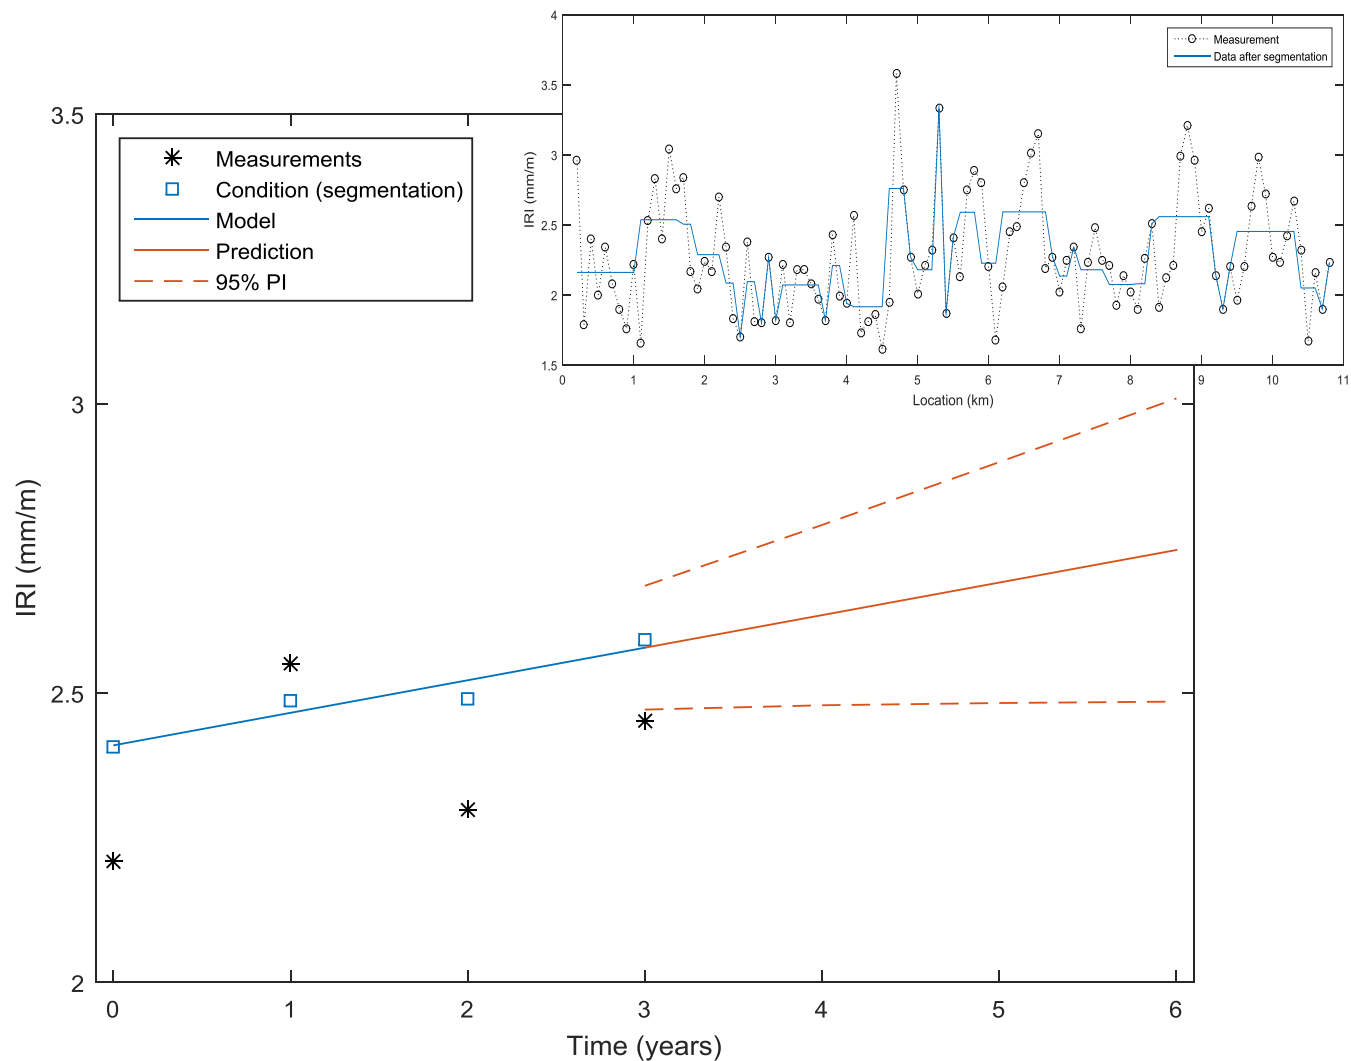 4
3.5
3
2.5
2
1.5
IRI (mm/m)
0 1 2 3 4 5 6 7 8 9 10 11
Location (km)
Measurement
Data after segmentation
3.5
3
2.5
2
IRI (mm/m)
Measurements
Condition (segmentation)
Model
Prediction
95% PI
0 1 2 3 4 5 6
Time (years)